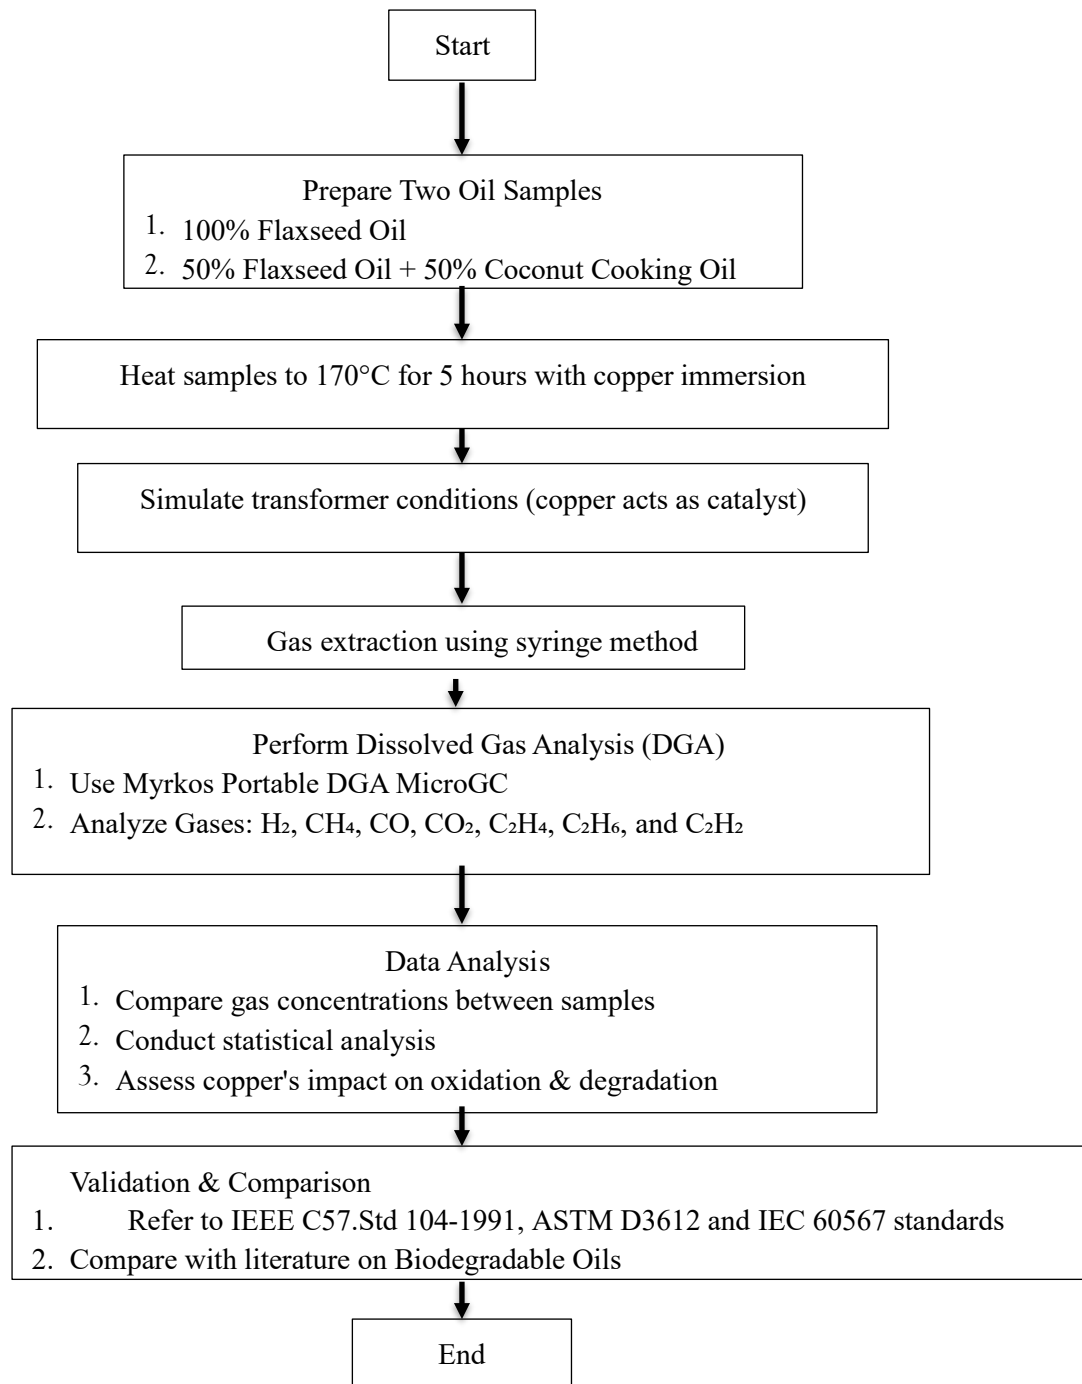 Start
Prepare Two Oil Samples
1. 100% Flaxseed Oil
2. 50% Flaxseed Oil + 50% Coconut Cooking Oil
Heat samples to 170°C for 5 hours with copper immersion
Simulate transformer conditions (copper acts as catalyst)
Gas extraction using syringe method
Perform Dissolved Gas Analysis (DGA)
1. Use Myrkos Portable DGA MicroGC
2. Analyze Gases: H₂, CH₄, CO, CO₂, C₂H₄, C₂H₆, and C₂H₂
Data Analysis
1. Compare gas concentrations between samples
2. Conduct statistical analysis
3. Assess copper's impact on oxidation & degradation
Validation & Comparison
1. Refer to IEEE C57.Std 104-1991, ASTM D3612 and IEC 60567 standards
2. Compare with literature on Biodegradable Oils
End